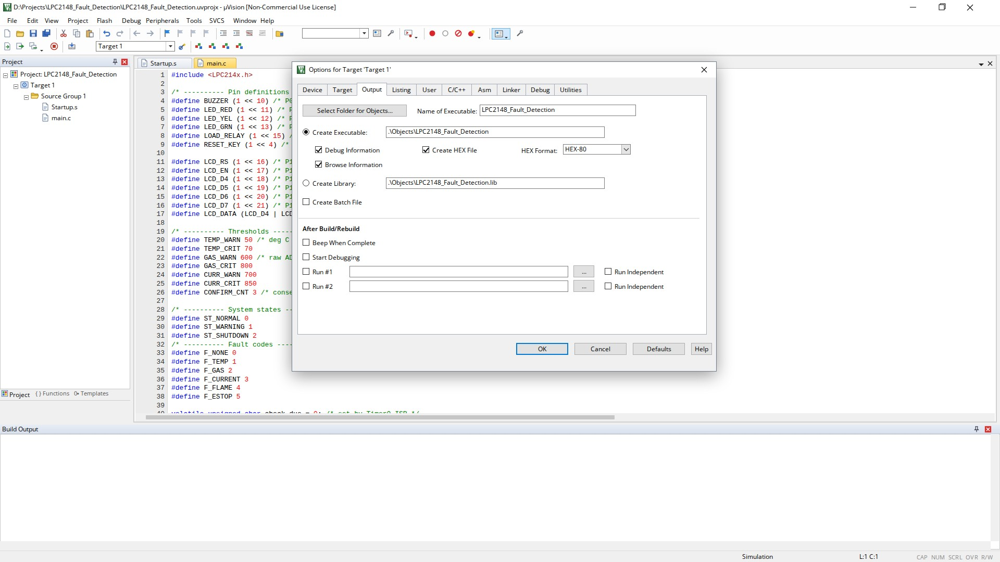 D:\Projects\LPC2148_Fault_Detection\LPC2148_Fault_Detection.uvprojx - µVision [Non-Commercial Use License]
File Edit View Project Flash Debug Peripherals Tools SVCS Window Help
Target 1
Project
Startup.s main.c
Project: LPC2148_Fault_Detection
Target 1
Source Group 1
Startup.s
main.c
1 #include <LPC214x.h>
2
3 /* ---------- Pin definitions
4 #define BUZZER (1 << 10) /* P0
5 #define LED_RED (1 << 11) /* P
6 #define LED_YEL (1 << 12) /* P
7 #define LED_GRN (1 << 13) /* P
8 #define LOAD_RELAY (1 << 15) /
9 #define RESET_KEY (1 << 4) /*
10
11 #define LCD_RS (1 << 16) /* P1
12 #define LCD_EN (1 << 17) /* P1
13 #define LCD_D4 (1 << 18) /* P1
14 #define LCD_D5 (1 << 19) /* P1
15 #define LCD_D6 (1 << 20) /* P1
16 #define LCD_D7 (1 << 21) /* P1
17 #define LCD_DATA (LCD_D4 | LCD
18
19 /* ---------- Thresholds -----
20 #define TEMP_WARN 50 /* deg C
21 #define TEMP_CRIT 70
22 #define GAS_WARN 600 /* raw AD
23 #define GAS_CRIT 800
24 #define CURR_WARN 700
25 #define CURR_CRIT 850
26 #define CONFIRM_CNT 3 /* conse
27
28 /* ---------- System states --
29 #define ST_NORMAL 0
30 #define ST_WARNING 1
31 #define ST_SHUTDOWN 2
32 /* ---------- Fault codes ----
33 #define F_NONE 0
34 #define F_TEMP 1
35 #define F_GAS 2
36 #define F_CURRENT 3
37 #define F_FLAME 4
38 #define F_ESTOP 5
39
40 volatile unsigned char check_due = 0; /* set by Timer0 ISR */
Options for Target 'Target 1'
Device Target Output Listing User C/C++ Asm Linker Debug Utilities
Select Folder for Objects... Name of Executable: LPC2148_Fault_Detection
Create Executable: .\Objects\LPC2148_Fault_Detection
Debug Information Create HEX File HEX Format: HEX-80
Browse Information
Create Library: .\Objects\LPC2148_Fault_Detection.lib
Create Batch File
After Build/Rebuild
Beep When Complete
Start Debugging
Run #1 ... Run Independent
Run #2 ... Run Independent
OK Cancel Defaults Help
Project { } Functions 0 Templates
Build Output
Simulation L:1 C:1 CAP NUM SCRL OVR R/W